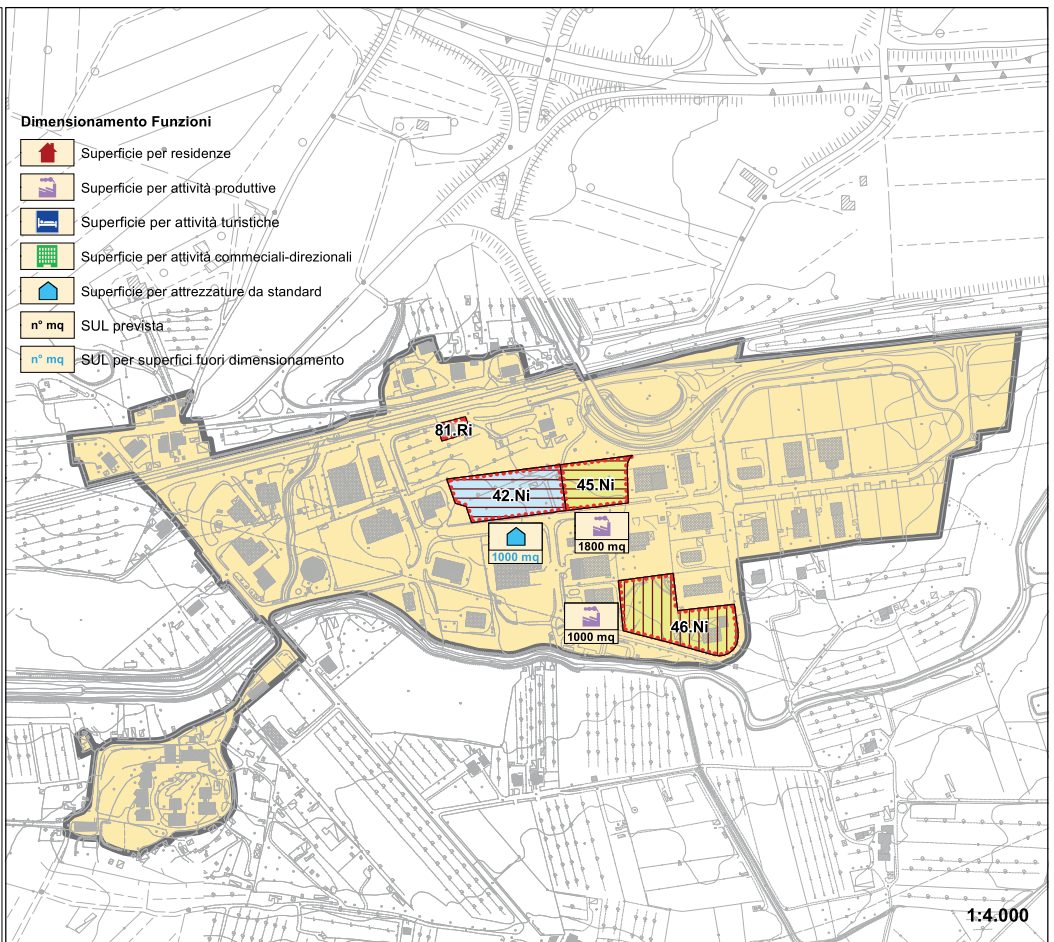 Dimensionamento Funzioni
Superficie per residenze
Superficie per attività produttive
Superficie per attività turistiche
Superficie per attività commeciali-direzionali
Superficie per attrezzature da standard
n° mq SUL prevista
n° mq SUL per superfici fuori dimensionamento
81.Ri
42.Ni
45.Ni
1000 mq
1800 mq
1000 mq
46.Ni
1:4.000